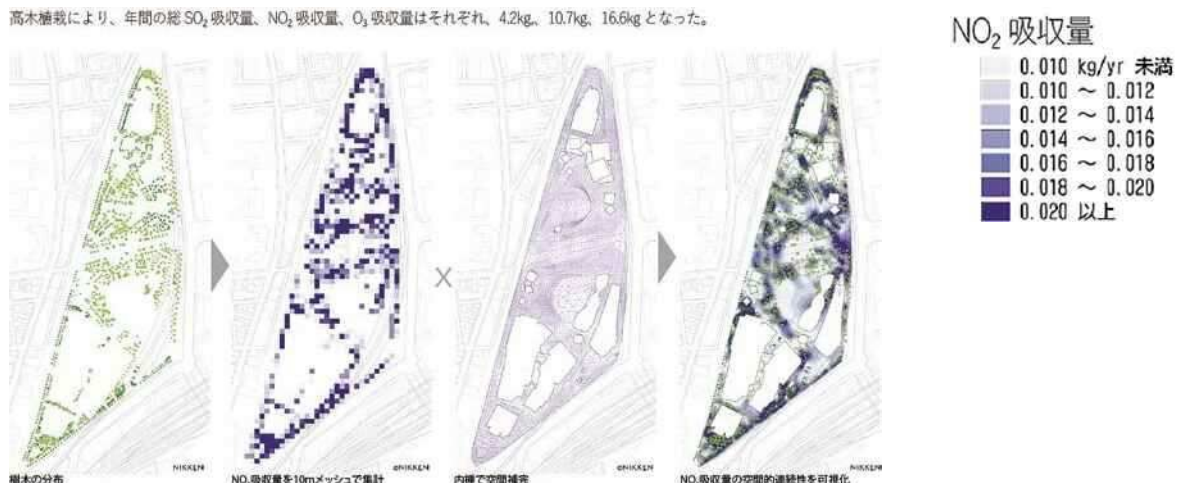 高木植栽により、年間の総SO₂吸収量、NO₂吸収量、O₃吸収量はそれぞれ、4.2kg、10.7kg、16.6kgとなった。
NO₂ 吸収量
0.010 kg/yr 未満
0.010 ～ 0.012
0.012 ～ 0.014
0.014 ～ 0.016
0.016 ～ 0.018
0.018 ～ 0.020
0.020 以上
×
NIKKEN
©NIKKEN
©NIKKEN
NIKKEN
樹木の分布
NO₂吸収量を10mメッシュで集計
内挿で空間補完
NO₂吸収量の空間的連続性を可視化